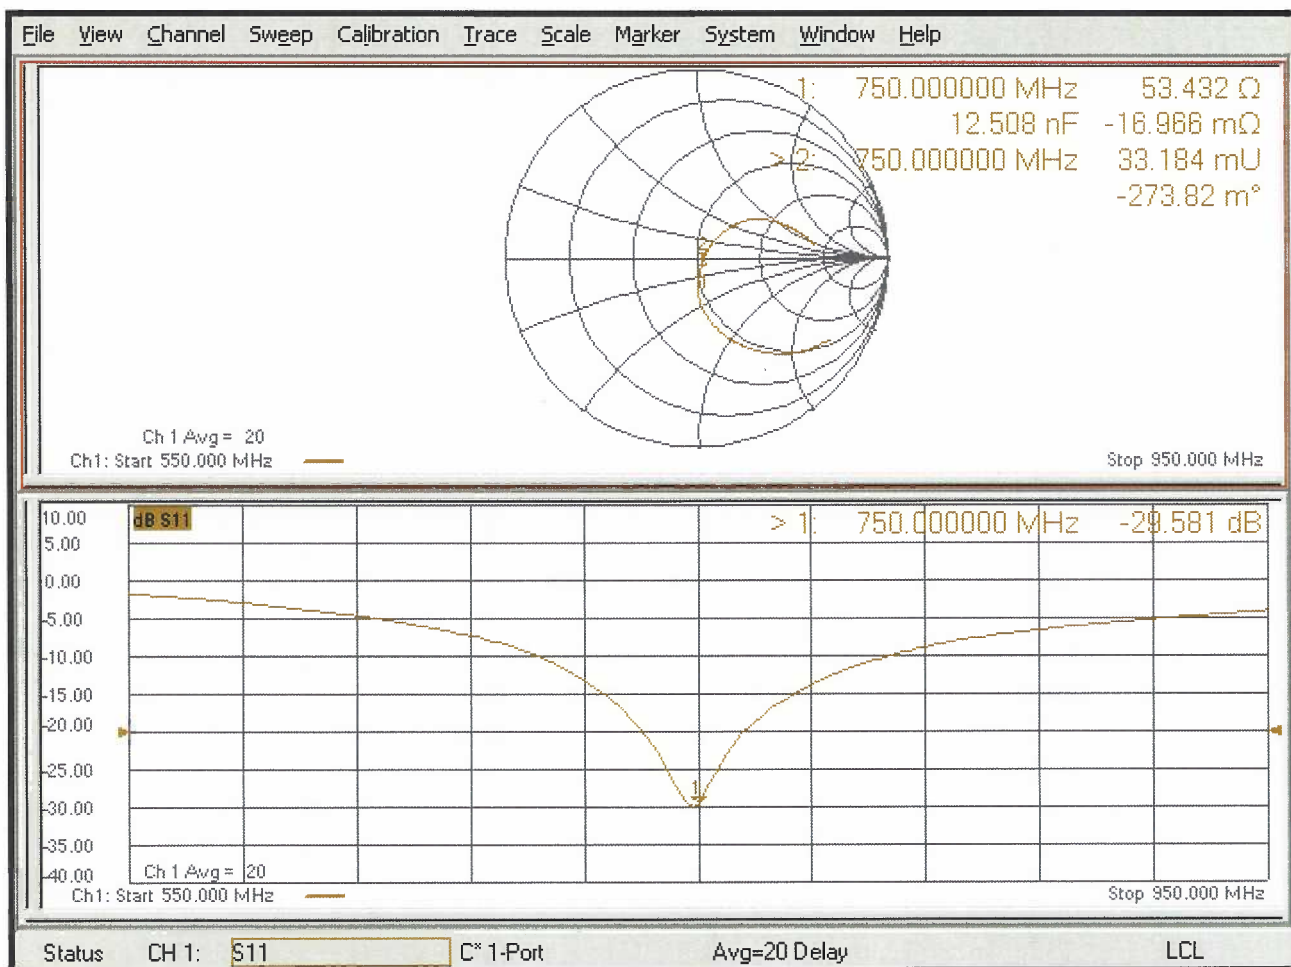 File View Channel Sweep Calibration Trace Scale Marker System Window Help
1: 750.000000 MHz 53.432 Ω
12.508 nF -16.966 mΩ
> 2: 750.000000 MHz 33.184 mU
-273.82 m°
Ch 1 Avg = 20
Ch1: Start 550.000 MHz
Stop 950.000 MHz
10.00
dB S11
> 1: 750.000000 MHz -29.581 dB
5.00
0.00
-5.00
-10.00
-15.00
-20.00
-25.00
1
-30.00
-35.00
-40.00
Ch 1 Avg = 20
Ch1: Start 550.000 MHz
Stop 950.000 MHz
Status CH 1: S11 C* 1-Port Avg=20 Delay LCL